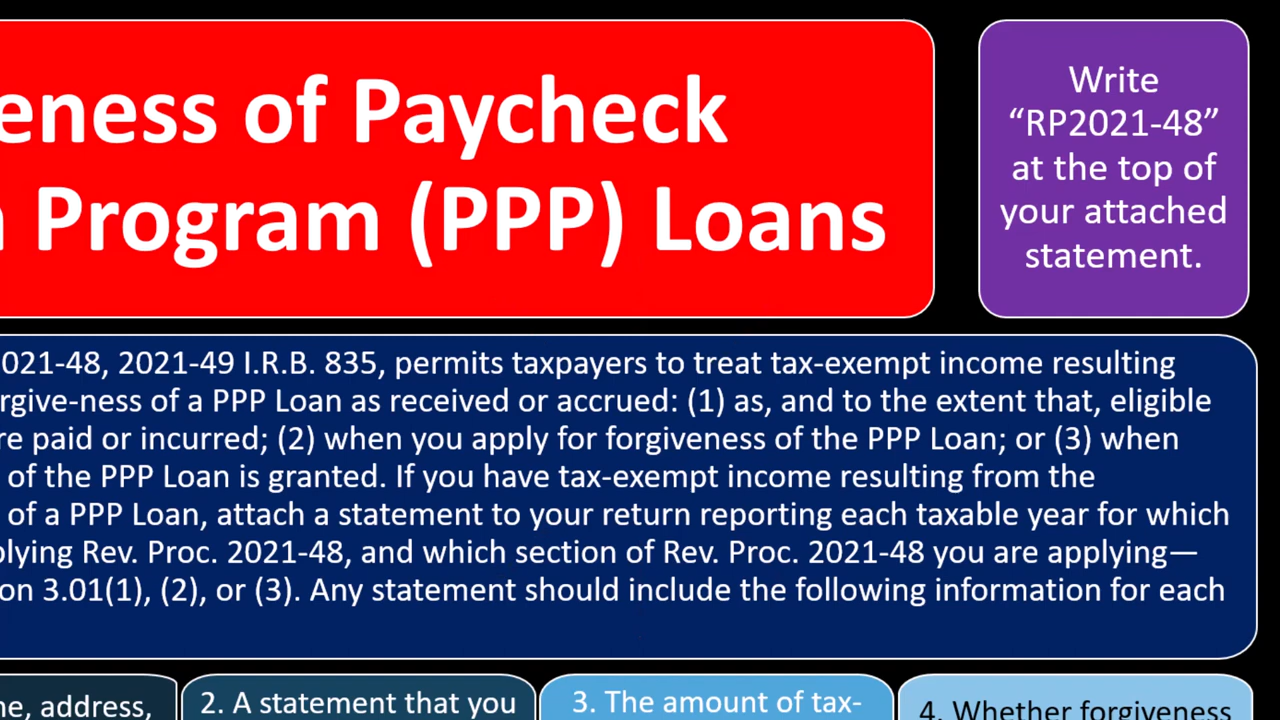 eness of Paycheck
Program (PPP) Loans
Write
“RP2021-48”
at the top of
your attached
statement.
021-48, 2021-49 I.R.B. 835, permits taxpayers to treat tax-exempt income resulting
rgive-ness of a PPP Loan as received or accrued: (1) as, and to the extent that, eligible
re paid or incurred; (2) when you apply for forgiveness of the PPP Loan; or (3) when
of the PPP Loan is granted. If you have tax-exempt income resulting from the
of a PPP Loan, attach a statement to your return reporting each taxable year for which
plying Rev. Proc. 2021-48, and which section of Rev. Proc. 2021-48 you are applying—
on 3.01(1), (2), or (3). Any statement should include the following information for each
ne, address,
2. A statement that you
3. The amount of tax-
4. Whether forgiveness